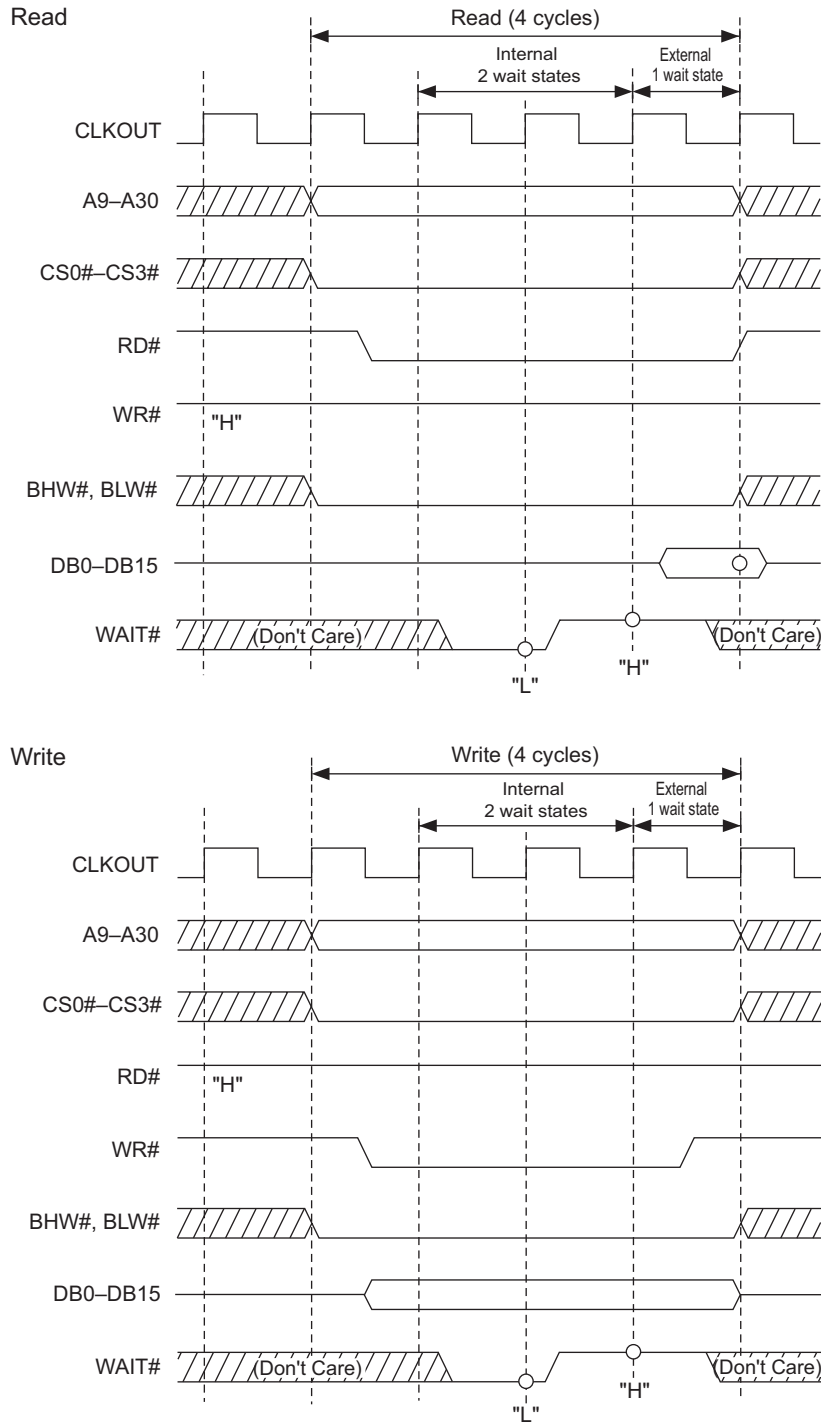 Read
Read (4 cycles)
Internal
2 wait states
External
1 wait state
CLKOUT
A9–A30
CS0#–CS3#
RD#
WR#
"H"
BHW#, BLW#
DB0–DB15
WAIT#
(Don't Care)
(Don't Care)
"L"
"H"
Write
Write (4 cycles)
Internal
2 wait states
External
1 wait state
CLKOUT
A9–A30
CS0#–CS3#
RD#
"H"
WR#
BHW#, BLW#
DB0–DB15
WAIT#
(Don't Care)
(Don't Care)
"L"
"H"